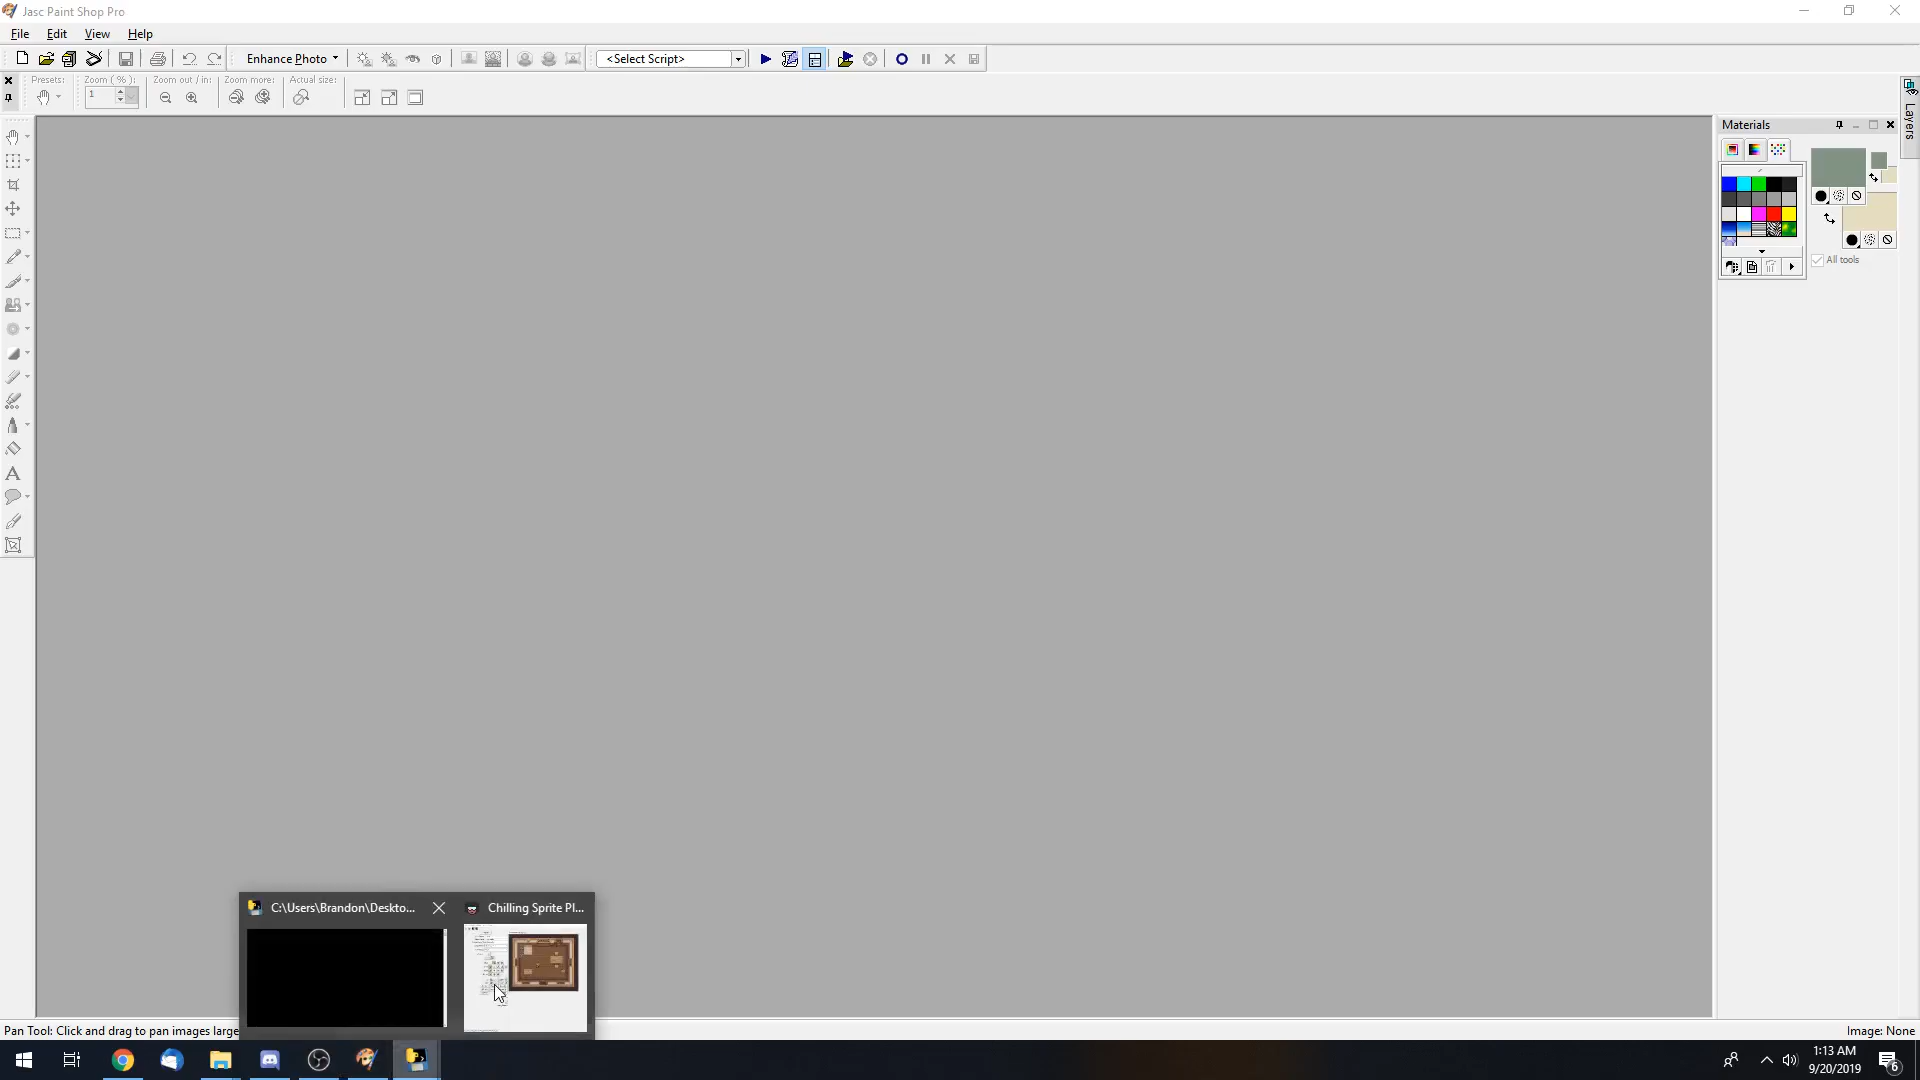 Jasc Paint Shop Pro
File Edit View Help
Enhance Photo <Select Script>
Presets: Zoom ( % ): Zoom out / in: Zoom more: Actual size:
1
Layers
Materials
All tools
C:\Users\Brandon\Deskto...
Chilling Sprite Pl...
Pan Tool: Click and drag to pan images large
Image: None
1:13 AM
9/20/2019
6